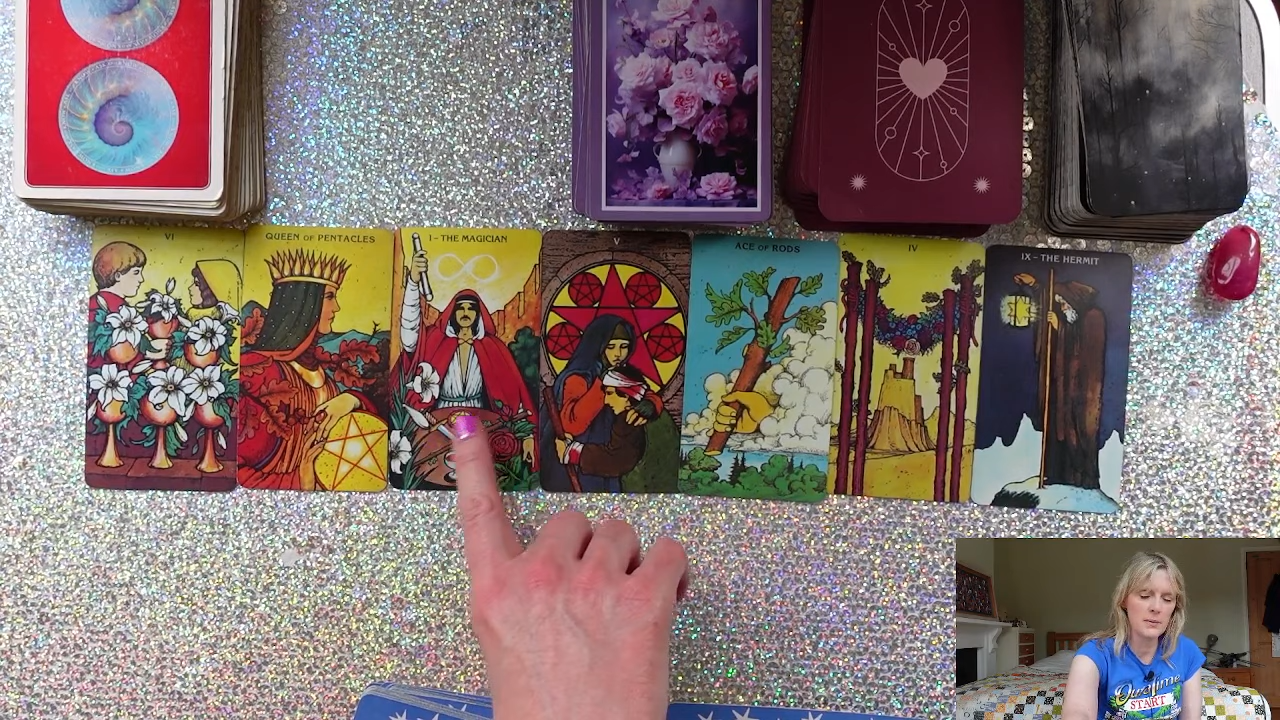 VI
QUEEN OF PENTACLES
I - THE MAGICIAN
V
ACE OF RODS
IV
IX - THE HERMIT
START